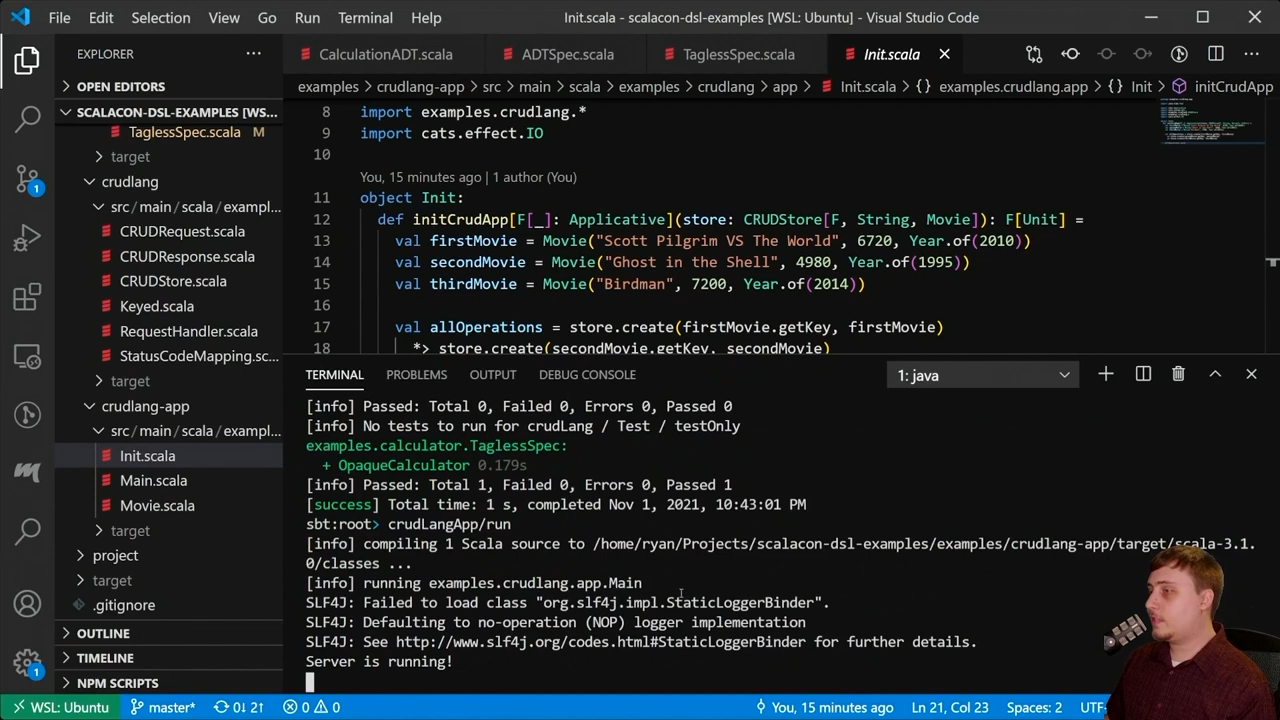 File Edit Selection View Go Run Terminal Help
Init.scala - scalacon-dsl-examples [WSL: Ubuntu] - Visual Studio Code
EXPLORER ...
CalculationADT.scala ADTSpec.scala TaglessSpec.scala Init.scala
OPEN EDITORS
examples > crudlang-app > src > main > scala > examples > crudlang > app > Init.scala > {} examples.crudlang.app > {} Init > initCrudApp
SCALACON-DSL-EXAMPLES [WS...
TaglessSpec.scala M
target
crudlang
src/main/scala/exampl...
CRUDRequest.scala
CRUDResponse.scala
CRUDStore.scala
Keyed.scala
RequestHandler.scala
StatusCodeMapping.sc...
target
crudlang-app
src/main/scala/exampl...
Init.scala
Main.scala
Movie.scala
target
project
target
.gitignore
OUTLINE
TIMELINE
NPM SCRIPTS
1
1
8 import examples.crudlang.*
9 import cats.effect.IO
10
You, 15 minutes ago | 1 author (You)
11 object Init:
12 def initCrudApp[F[_]: Applicative](store: CRUDStore[F, String, Movie]): F[Unit] =
13 val firstMovie = Movie("Scott Pilgrim VS The World", 6720, Year.of(2010))
14 val secondMovie = Movie("Ghost in the Shell", 4980, Year.of(1995))
15 val thirdMovie = Movie("Birdman", 7200, Year.of(2014))
16
17 val allOperations = store.create(firstMovie.getKey, firstMovie)
18 *> store.create(secondMovie.getKey, secondMovie)
TERMINAL PROBLEMS OUTPUT DEBUG CONSOLE 1: java
[info] Passed: Total 0, Failed 0, Errors 0, Passed 0
[info] No tests to run for crudLang / Test / testOnly
examples.calculator.TaglessSpec:
+ OpaqueCalculator 0.179s
[info] Passed: Total 1, Failed 0, Errors 0, Passed 1
[success] Total time: 1 s, completed Nov 1, 2021, 10:43:01 PM
sbt:root> crudLangApp/run
[info] compiling 1 Scala source to /home/ryan/Projects/scalacon-dsl-examples/examples/crudlang-app/target/scala-3.1.
0/classes ...
[info] running examples.crudlang.app.Main
SLF4J: Failed to load class "org.slf4j.impl.StaticLoggerBinder".
SLF4J: Defaulting to no-operation (NOP) logger implementation
SLF4J: See http://www.slf4j.org/codes.html#StaticLoggerBinder for further details.
Server is running!
WSL: Ubuntu master* 0↓ 2↑ 0 0 You, 15 minutes ago Ln 21, Col 23 Spaces: 2 UTF-